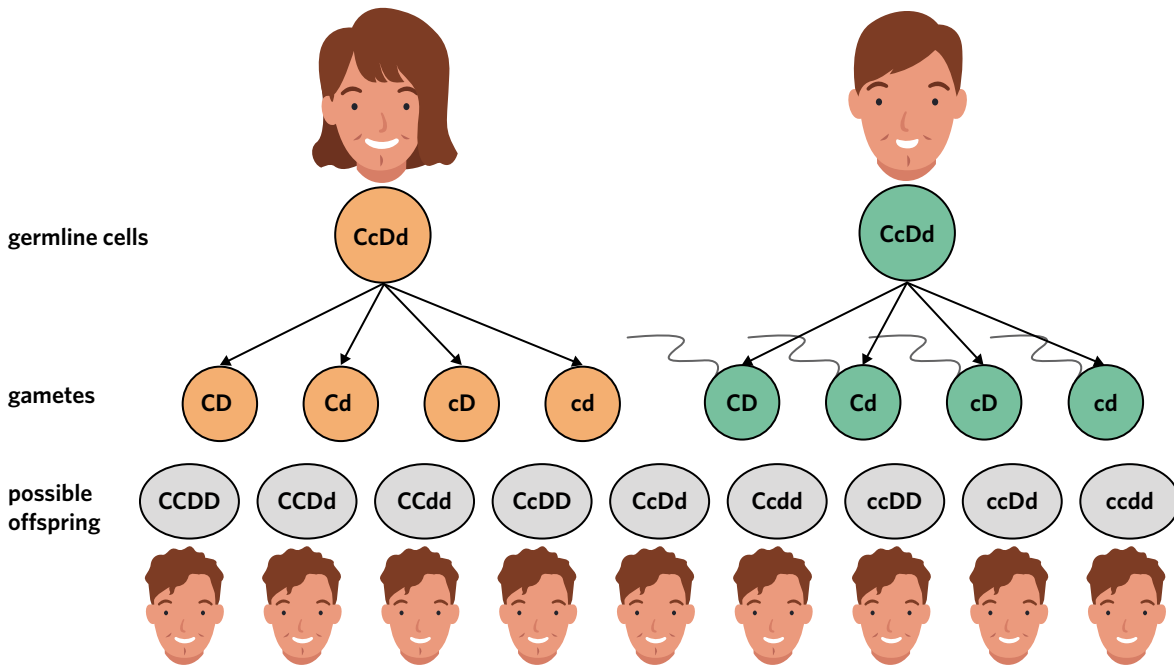 germline cells
CcDd
CcDd
gametes
CD
Cd
cD
cd
CD
Cd
cD
cd
possible
offspring
CCDD
CCDd
CCdd
CcDD
CcDd
Ccdd
ccDD
ccDd
ccdd